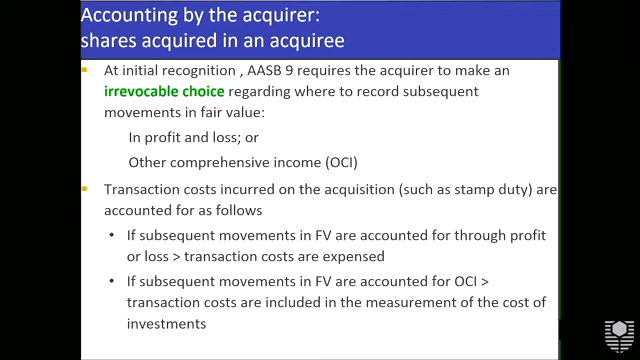 Accounting by the acquirer:
shares acquired in an acquiree
At initial recognition , AASB 9 requires the acquirer to make an
irrevocable choice regarding where to record subsequent
movements in fair value:
In profit and loss; or
Other comprehensive income (OCI)
Transaction costs incurred on the acquisition (such as stamp duty) are
accounted for as follows
• If subsequent movements in FV are accounted for through profit
or loss > transaction costs are expensed
• If subsequent movements in FV are accounted for OCI >
transaction costs are included in the measurement of the cost of
investments